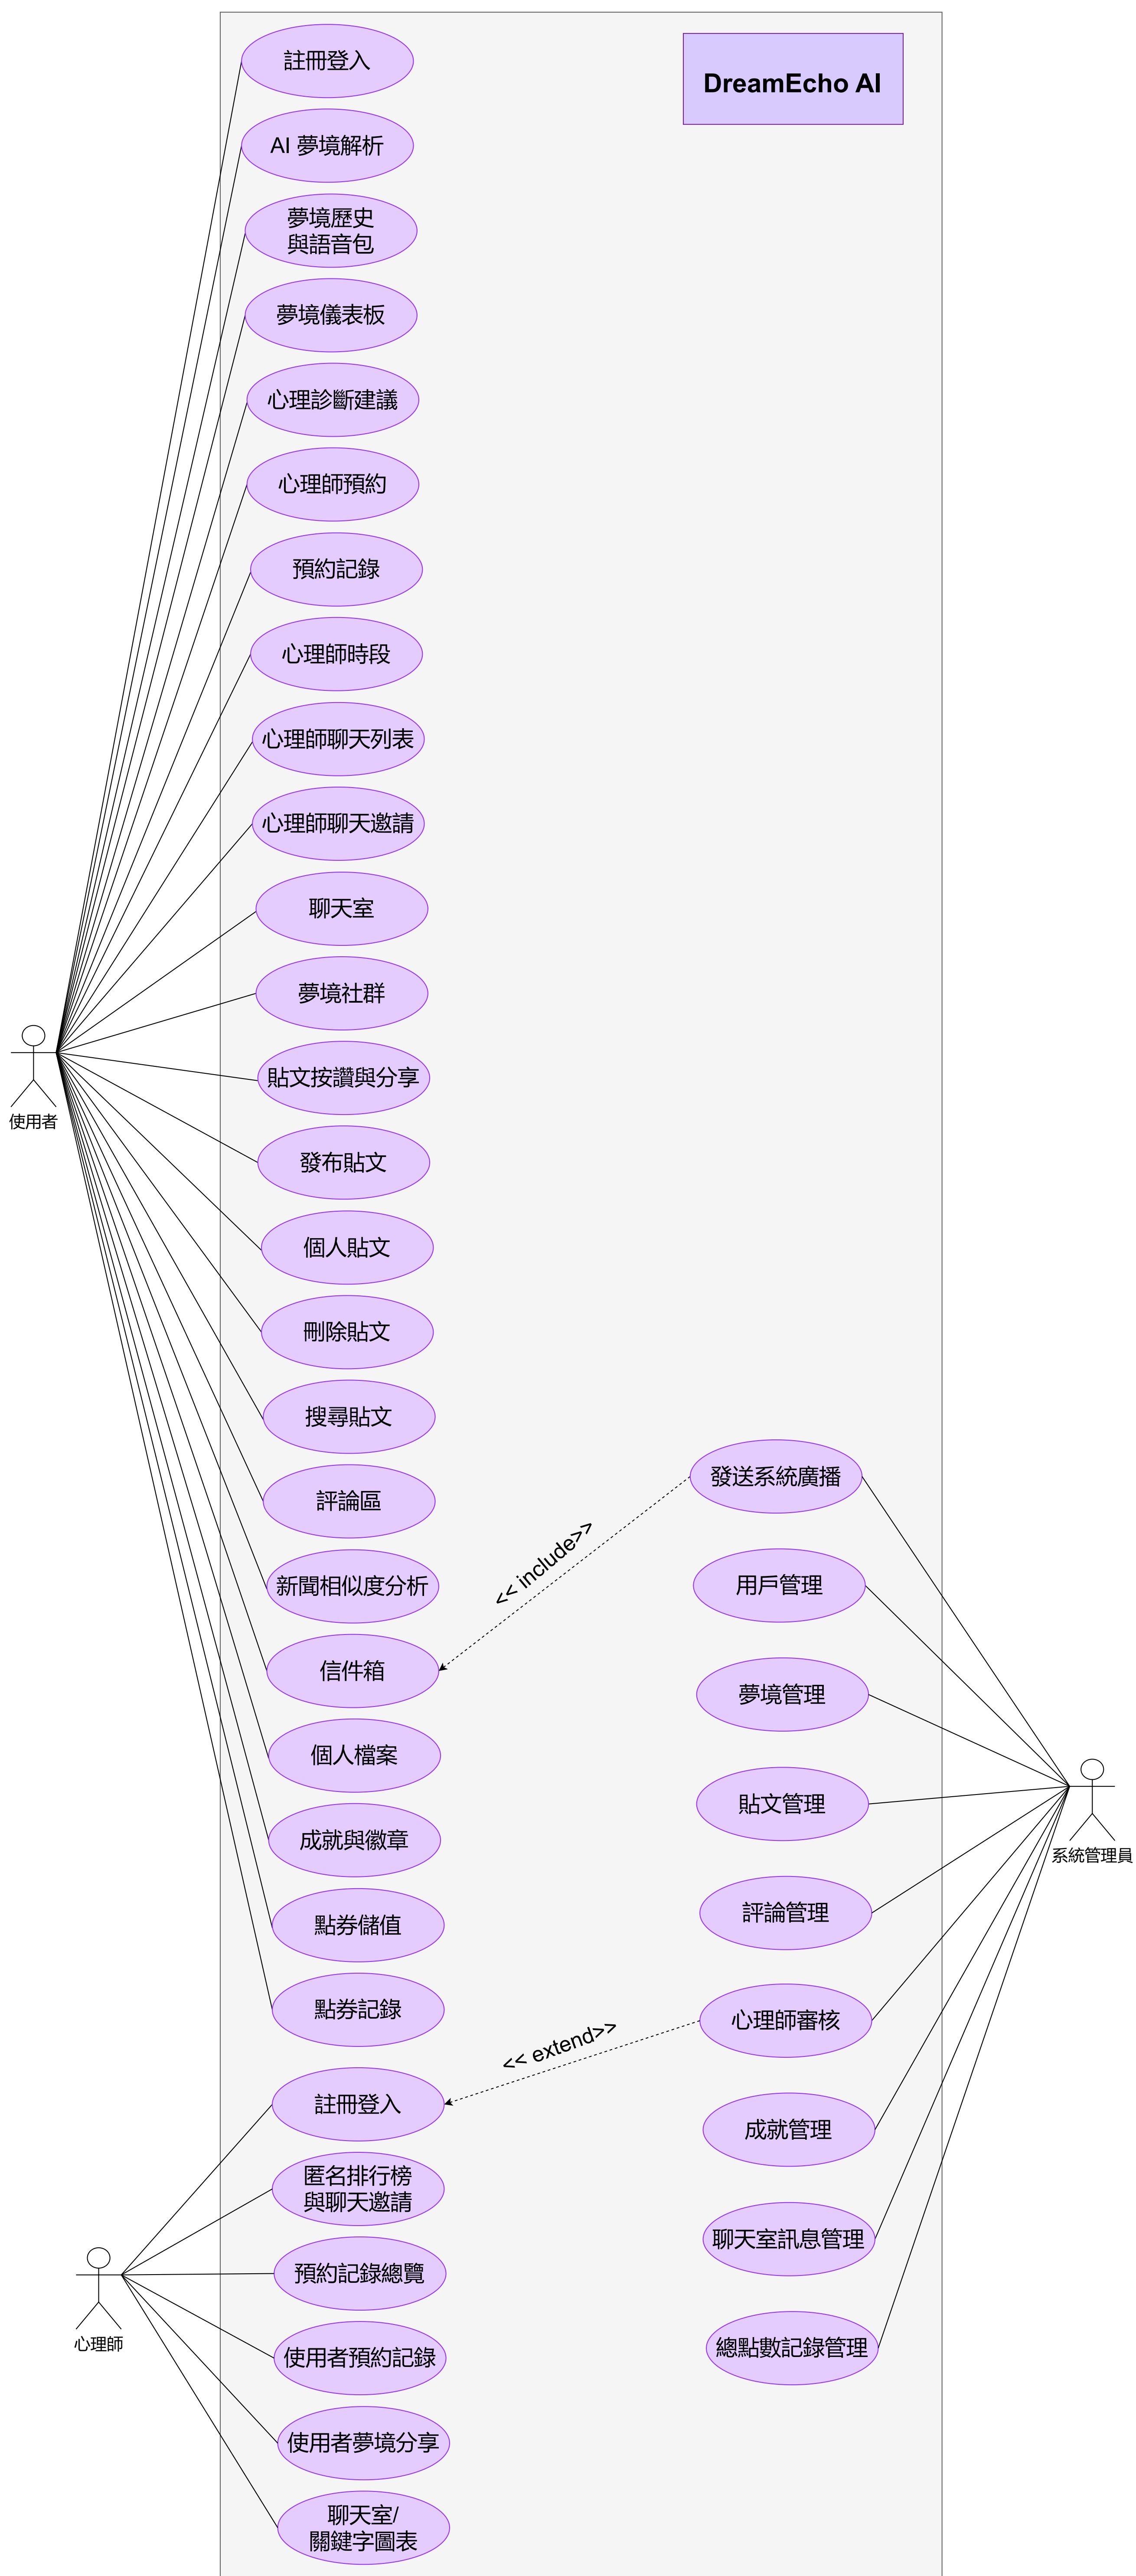 DreamEcho AI
註冊登入
AI 夢境解析
夢境歷史
與語音包
夢境儀表板
心理診斷建議
心理師預約
預約記錄
心理師時段
心理師聊天列表
心理師聊天邀請
聊天室
夢境社群
貼文按讚與分享
發布貼文
個人貼文
刪除貼文
搜尋貼文
評論區
新聞相似度分析
信件箱
個人檔案
成就與徽章
點券儲值
點券記錄
使用者
註冊登入
匿名排行榜
與聊天邀請
預約記錄總覽
使用者預約記錄
使用者夢境分享
聊天室/
關鍵字圖表
心理師
<< include>>
<< extend>>
發送系統廣播
用戶管理
夢境管理
貼文管理
評論管理
心理師審核
成就管理
聊天室訊息管理
總點數記錄管理
系統管理員